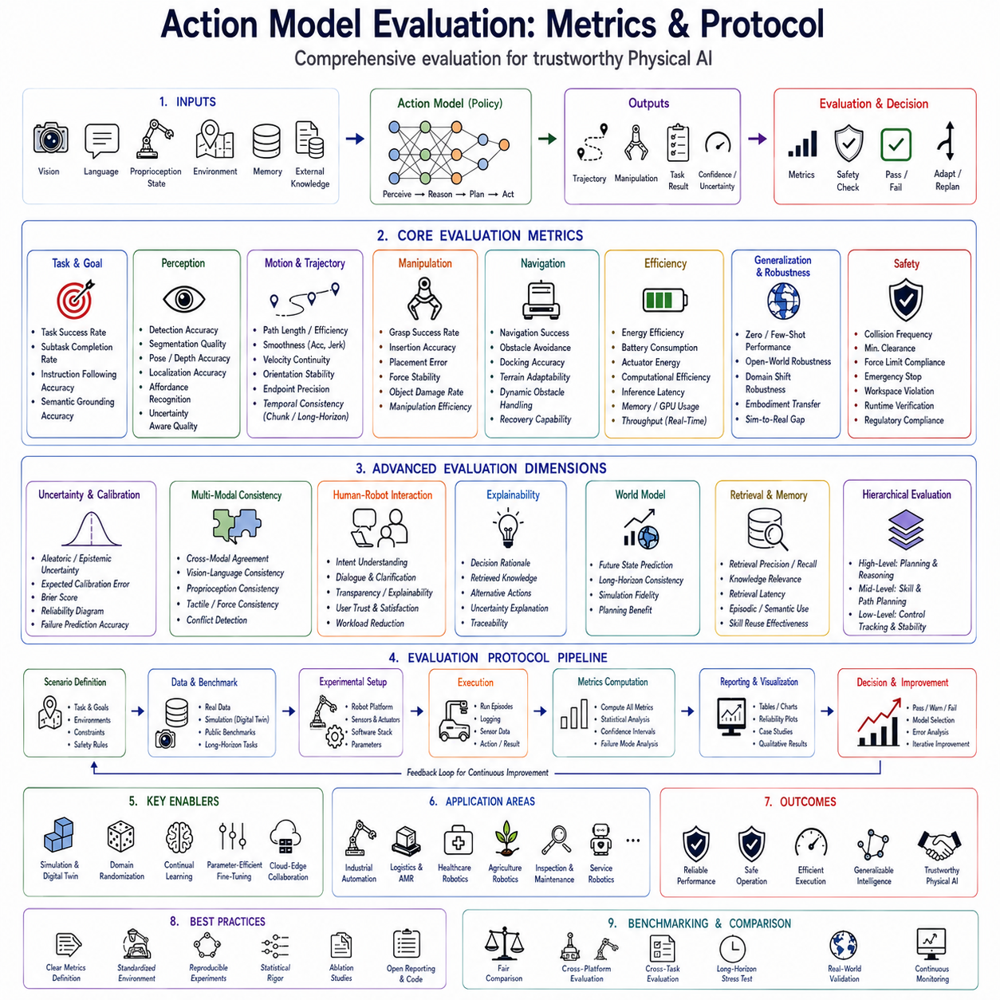 Action Model Evaluation: Metrics & Protocol
Comprehensive evaluation for trustworthy Physical AI
1. INPUTS
Vision
Language
Proprioception
State
Environment
Memory
External
Knowledge
Action Model (Policy)
Perceive → Reason → Plan → Act
Outputs
Trajectory
Manipulation
Task
Result
Confidence /
Uncertainty
Evaluation & Decision
Metrics
Safety
Check
Pass /
Fail
Adapt /
Replan
2. CORE EVALUATION METRICS
Task & Goal
• Task Success Rate
• Subtask Completion
Rate
• Instruction Following
Accuracy
• Semantic Grounding
Accuracy
Perception
• Detection Accuracy
• Segmentation Quality
• Pose / Depth Accuracy
• Localization Accuracy
• Affordance
Recognition
• Uncertainty
Aware Quality
Motion & Trajectory
• Path Length / Efficiency
• Smoothness (Acc, Jerk)
• Velocity Continuity
• Orientation Stability
• Endpoint Precision
• Temporal Consistency
(Chunk / Long-Horizon)
Manipulation
• Grasp Success Rate
• Insertion Accuracy
• Placement Error
• Force Stability
• Object Damage Rate
• Manipulation Efficiency
Navigation
• Navigation Success
• Obstacle Avoidance
• Docking Accuracy
• Terrain Adaptability
• Dynamic Obstacle
Handling
• Recovery Capability
Efficiency
• Energy Efficiency
• Battery Consumption
• Actuator Energy
• Computational Efficiency
• Inference Latency
• Memory / GPU Usage
• Throughput (Real-Time)
Generalization
& Robustness
• Zero / Few-Shot
Performance
• Open-World Robustness
• Domain Shift
Robustness
• Embodiment Transfer
• Sim-to-Real Gap
Safety
• Collision Frequency
• Min. Clearance
• Force Limit Compliance
• Emergency Stop
• Workspace Violation
• Runtime Verification
• Regulatory Compliance
3. ADVANCED EVALUATION DIMENSIONS
Uncertainty & Calibration
• Aleatoric / Epistemic
Uncertainty
• Expected Calibration Error
• Brier Score
• Reliability Diagram
• Failure Prediction Accuracy
Multi-Modal Consistency
• Cross-Modal Agreement
• Vision-Language Consistency
• Proprioception Consistency
• Tactile / Force Consistency
• Conflict Detection
Human-Robot Interaction
• Intent Understanding
• Dialogue & Clarification
• Transparency / Explainability
• User Trust & Satisfaction
• Workload Reduction
Explainability
• Decision Rationale
• Retrieved Knowledge
• Alternative Actions
• Uncertainty Explanation
• Traceability
World Model
• Future State Prediction
• Long-Horizon Consistency
• Simulation Fidelity
• Planning Benefit
Retrieval & Memory
• Retrieval Precision / Recall
• Knowledge Relevance
• Retrieval Latency
• Episodic / Semantic Use
• Skill Reuse Effectiveness
Hierarchical Evaluation
• High-Level: Planning &
Reasoning
• Mid-Level: Skill &
Path Planning
• Low-Level: Control
Tracking & Stability
4. EVALUATION PROTOCOL PIPELINE
Scenario Definition
• Task & Goals
• Environments
• Constraints
• Safety Rules
Data & Benchmark
• Real Data
• Simulation (Digital Twin)
• Public Benchmarks
• Long-Horizon Tasks
Experimental Setup
• Robot Platform
• Sensors & Actuators
• Software Stack
• Parameters
Execution
• Run Episodes
• Logging
• Sensor Data
• Action / Result
Metrics Computation
• Compute All Metrics
• Statistical Analysis
• Confidence Intervals
• Failure Mode Analysis
Reporting & Visualization
• Tables / Charts
• Reliability Plots
• Case Studies
• Qualitative Results
Decision & Improvement
• Pass / Warn / Fail
• Model Selection
• Error Analysis
• Iterative Improvement
Feedback Loop for Continuous Improvement
5. KEY ENABLERS
Simulation &
Digital Twin
Domain
Randomization
Continual
Learning
Parameter-Efficient
Fine-Tuning
Cloud-Edge
Collaboration
6. APPLICATION AREAS
Industrial
Automation
Logistics &
AMR
Healthcare
Robotics
Agriculture
Robotics
Inspection &
Maintenance
Service
Robotics
...
7. OUTCOMES
Reliable
Performance
Safe
Operation
Efficient
Execution
Generalizable
Intelligence
Trustworthy
Physical AI
8. BEST PRACTICES
Clear Metrics
Definition
Standardized
Environment
Reproducible
Experiments
Statistical
Rigor
Ablation
Studies
Open Reporting
& Code
9. BENCHMARKING & COMPARISON
Fair
Comparison
Cross-Platform
Evaluation
Cross-Task
Evaluation
Long-Horizon
Stress Test
Real-World
Validation
Continuous
Monitoring